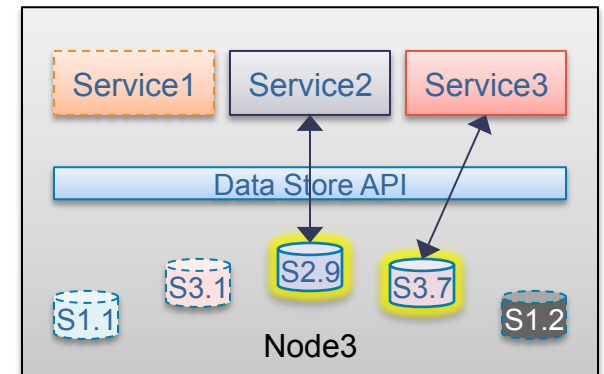 Service1
Service2
Service3
Data Store API
S2.9
S3.1
S3.7
S1.1
S1.2
Node3